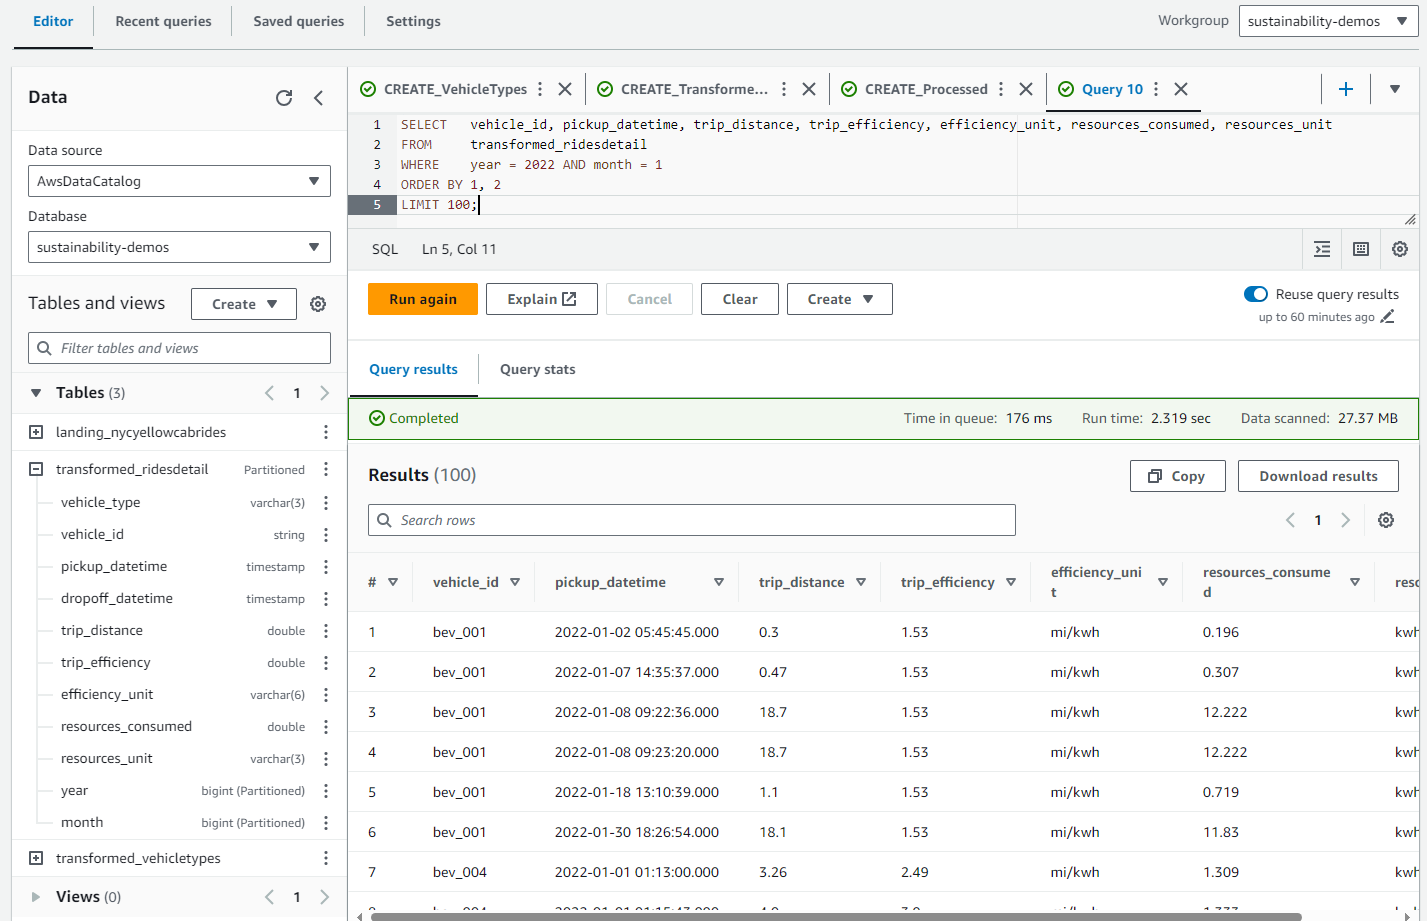 Editor
Recent queries
Saved queries
Settings
Workgroup
sustainability-demos
Data
Data source
AwsDataCatalog
Database
sustainability-demos
Tables and views
Create
Filter tables and views
Tables (3)
1
landing_nycyellowcabrides
transformed_ridesdetail Partitioned
vehicle_type varchar(3)
vehicle_id string
pickup_datetime timestamp
dropoff_datetime timestamp
trip_distance double
trip_efficiency double
efficiency_unit varchar(6)
resources_consumed double
resources_unit varchar(3)
year bigint (Partitioned)
month bigint (Partitioned)
transformed_vehicletypes
Views (0)
1
CREATE_VehicleTypes
CREATE_Transforme...
CREATE_Processed
Query 10
1 SELECT vehicle_id, pickup_datetime, trip_distance, trip_efficiency, efficiency_unit, resources_consumed, resources_unit
2 FROM transformed_ridesdetail
3 WHERE year = 2022 AND month = 1
4 ORDER BY 1, 2
5 LIMIT 100;
SQL Ln 5, Col 11
Run again
Explain
Cancel
Clear
Create
Reuse query results
up to 60 minutes ago
Query results
Query stats
Completed
Time in queue: 176 ms
Run time: 2.319 sec
Data scanned: 27.37 MB
Results (100)
Copy
Download results
Search rows
1
# vehicle_id pickup_datetime trip_distance trip_efficiency efficiency_unit resources_consumed
1 bev_001 2022-01-02 05:45:45.000 0.3 1.53 mi/kwh 0.196 kwh
2 bev_001 2022-01-07 14:35:37.000 0.47 1.53 mi/kwh 0.307 kwh
3 bev_001 2022-01-08 09:22:36.000 18.7 1.53 mi/kwh 12.222 kwh
4 bev_001 2022-01-08 09:23:20.000 18.7 1.53 mi/kwh 12.222 kwh
5 bev_001 2022-01-18 13:10:39.000 1.1 1.53 mi/kwh 0.719 kwh
6 bev_001 2022-01-30 18:26:54.000 18.1 1.53 mi/kwh 11.83 kwh
7 bev_004 2022-01-01 01:13:00.000 3.26 2.49 mi/kwh 1.309 kwh